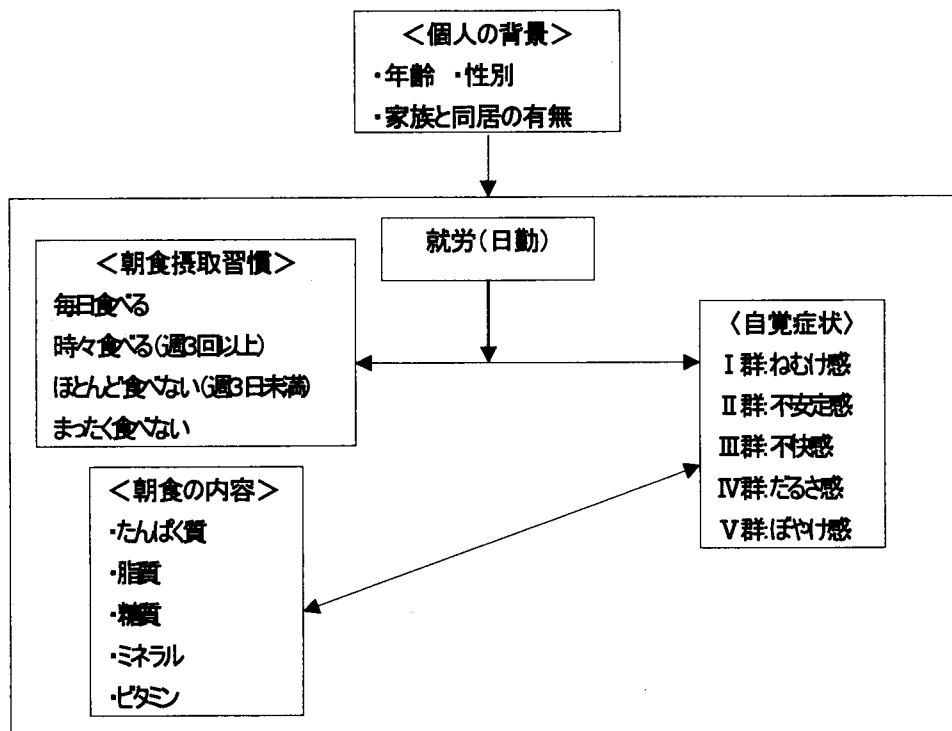 <個人の背景>
・年齢 ・性別
・家族と同居の有無
就労(日勤)
<朝食摂取習慣>
毎日食べる
時々食べる(週3回以上)
ほとんど食べない(週3日未満)
まったく食べない
〈自覚症状〉
Ⅰ群:ねむけ感
Ⅱ群:不安定感
Ⅲ群:不快感
Ⅳ群:だるさ感
Ⅴ群:ぼやけ感
<朝食の内容>
・たんぱく質
・脂質
・糖質
・ミネラル
・ビタミン